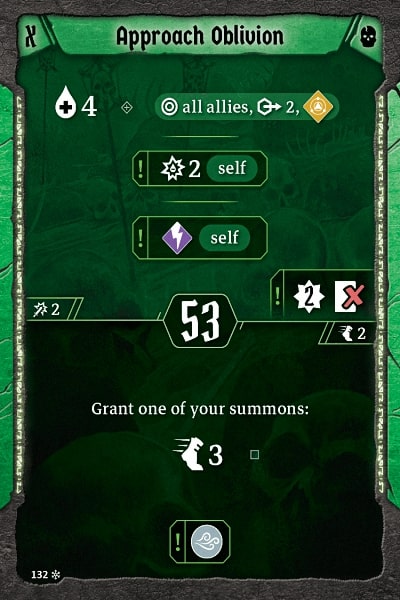 X
Approach Oblivion
4 all allies, 2,
! 2 self
! self
! 2
2
53
2
Grant one of your summons:
3
!
132